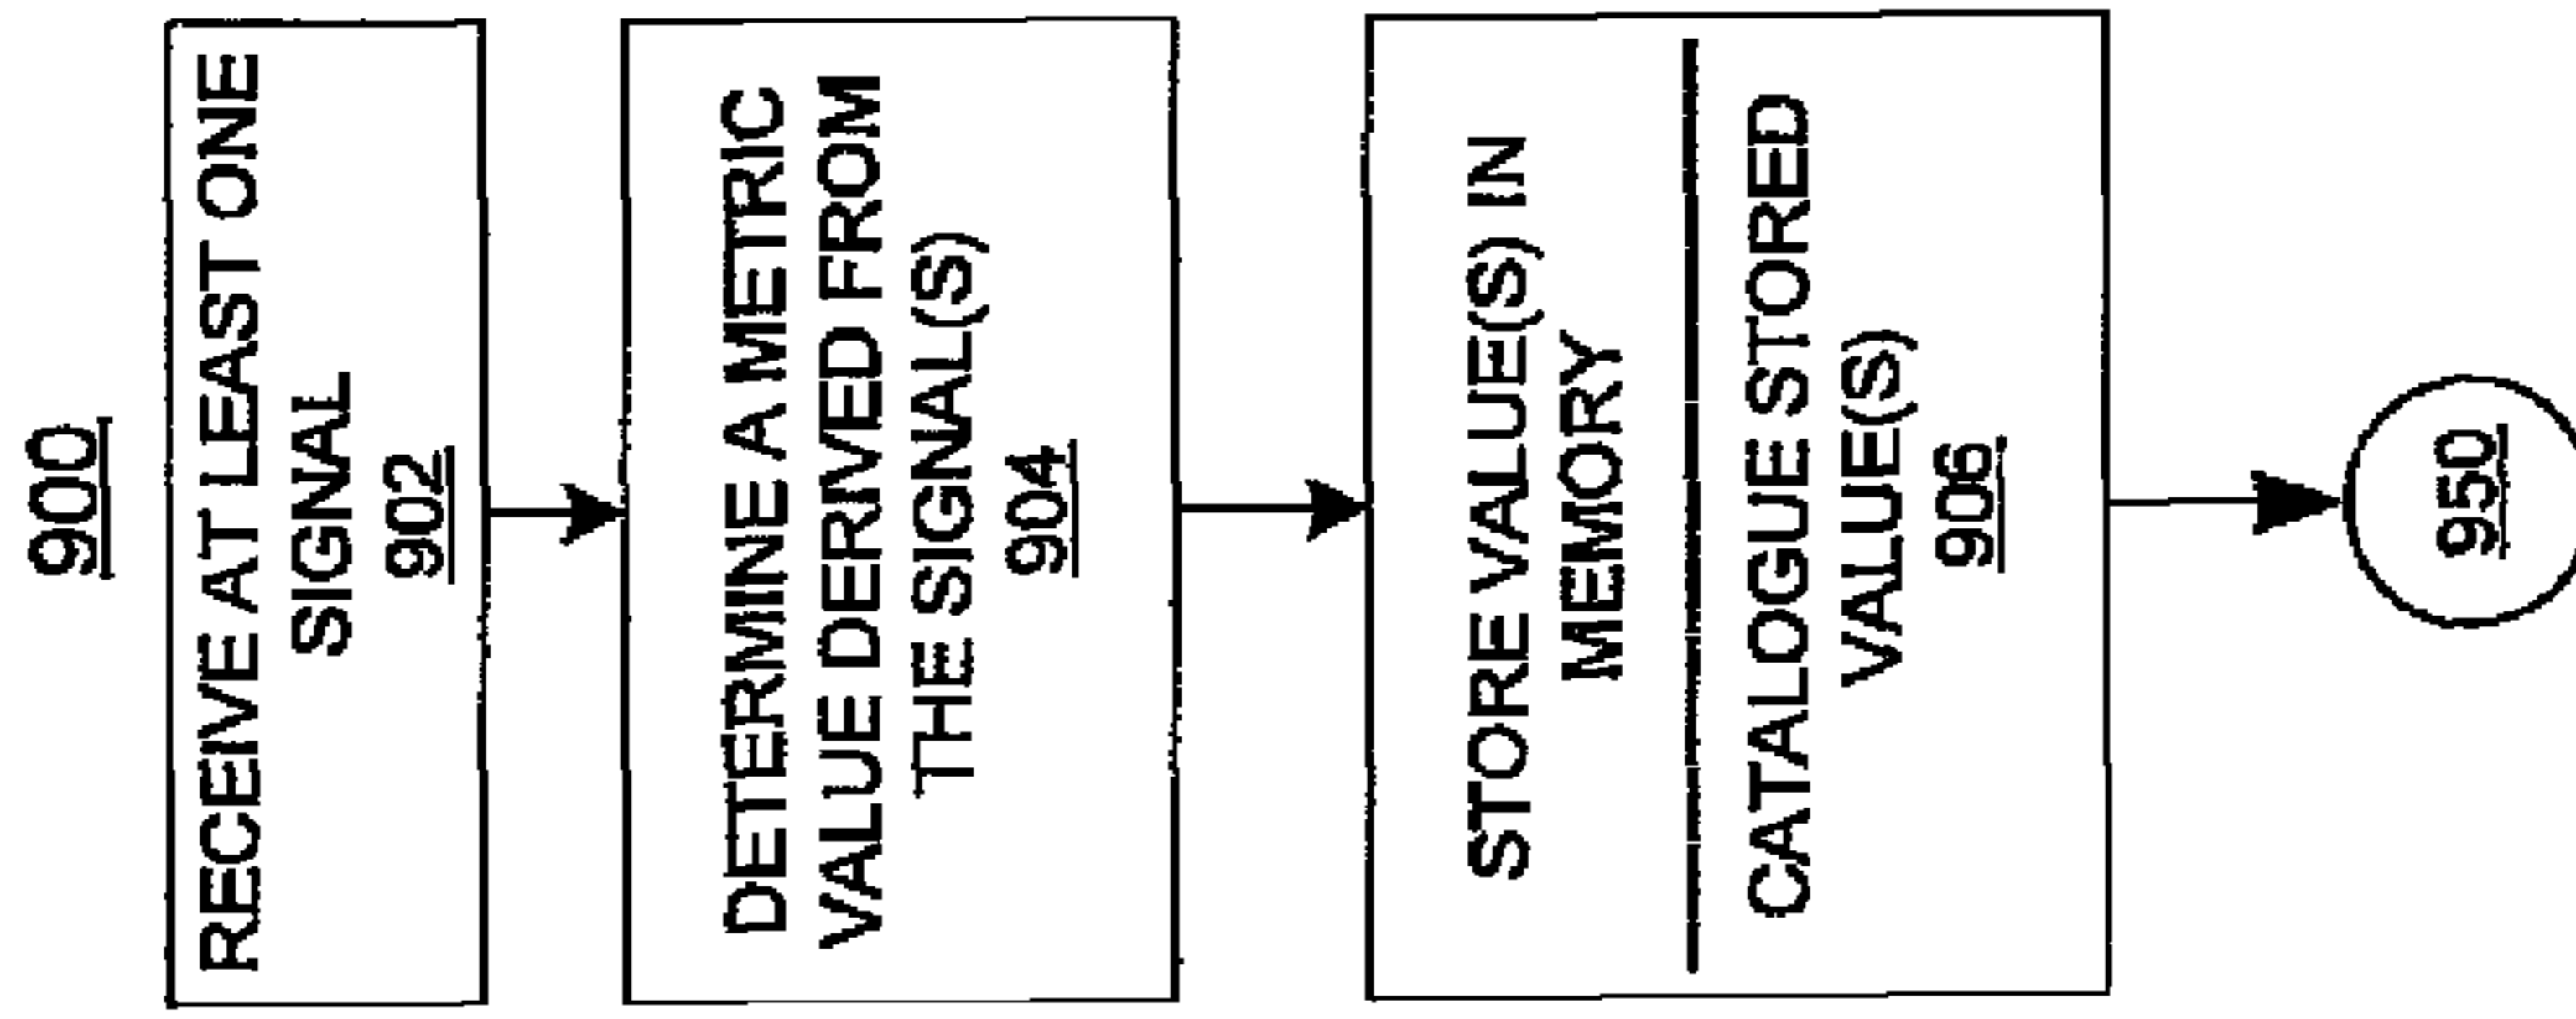 900
RECEIVE AT LEAST ONE
SIGNAL
902
DETERMINE A METRIC
VALUE DERIVED FROM
THE SIGNAL(S)
904
STORE VALUE(S) IN
MEMORY
CATALOGUE STORED
VALUE(S)
906
950